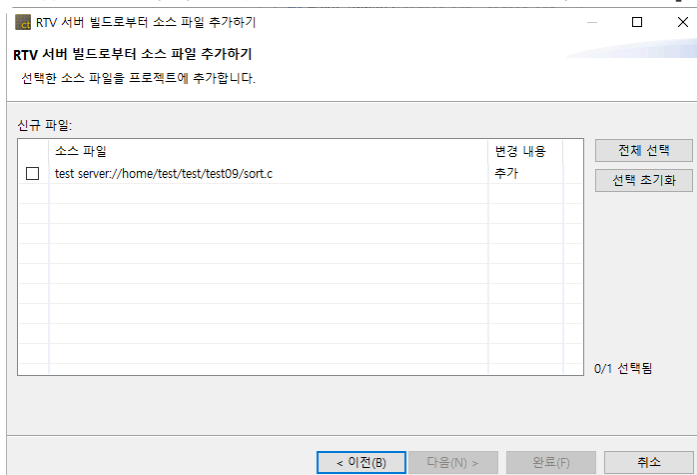 ct RTV 서버 빌드로부터 소스 파일 추가하기
RTV 서버 빌드로부터 소스 파일 추가하기
선택한 소스 파일을 프로젝트에 추가합니다.
신규 파일:
소스 파일 변경 내용
test server://home/test/test/test09/sort.c 추가
전체 선택
선택 초기화
0/1 선택됨
< 이전(B) 다음(N) > 완료(F) 취소